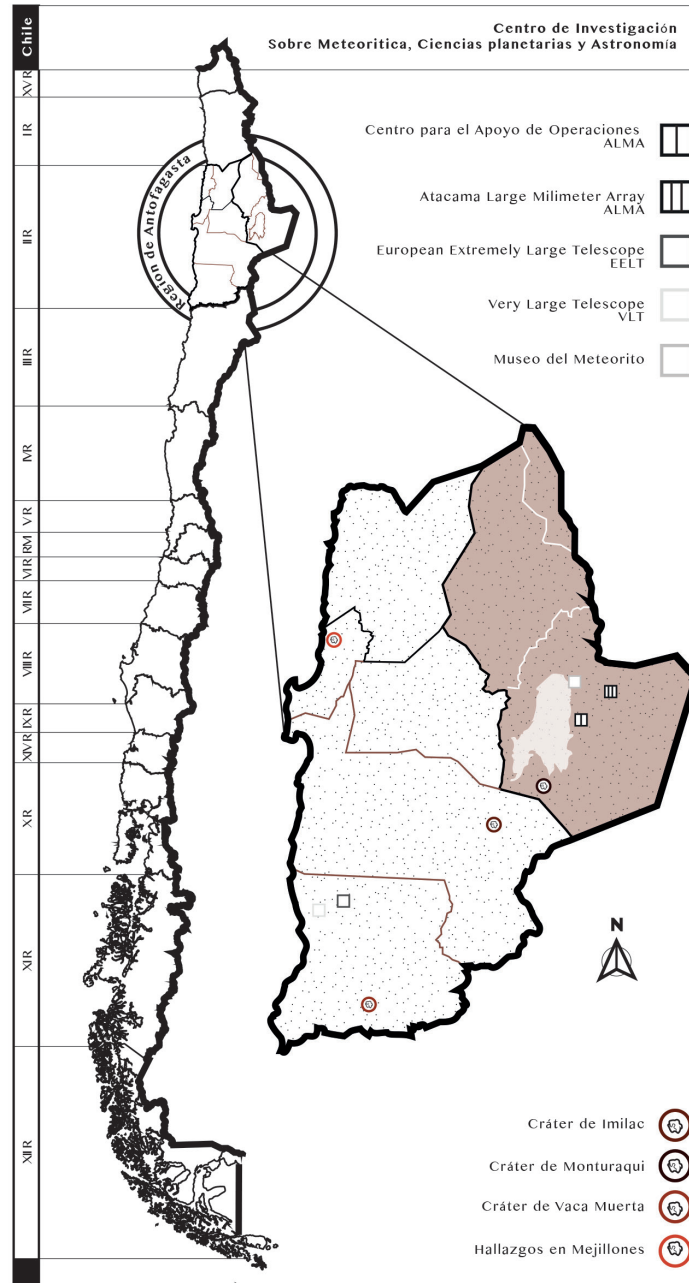 Chile
Centro de Investigación
Sobre Meteoritica, Ciencias planetarias y Astronomía
XVR
IR
IIR
IIIR
IVR
VR
RM
VIR
VIIR
VIIIR
IXR
XIVR
XR
XIR
XIIR
Región de Antofagasta
Centro para el Apoyo de Operaciones
ALMA
Atacama Large Milimeter Array
ALMA
European Extremely Large Telescope
EELT
Very Large Telescope
VLT
Museo del Meteorito
N
Cráter de Imilac
Cráter de Monturaqui
Cráter de Vaca Muerta
Hallazgos en Mejillones